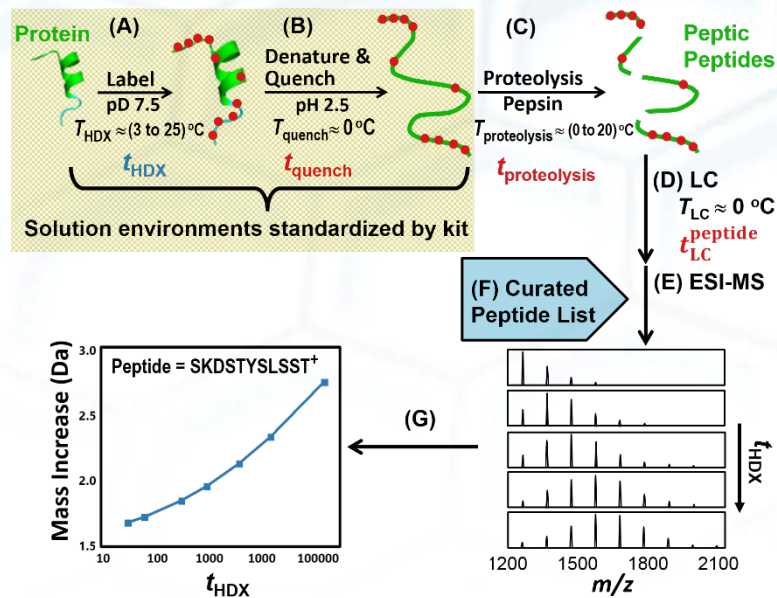 Protein
(A)
Label
pD 7.5
T_HDX ≈ (3 to 25) °C
t_HDX
(B)
Denature &
Quench
pH 2.5
T_quench ≈ 0 °C
t_quench
Solution environments standardized by kit
(C)
Proteolysis
Pepsin
T_proteolysis ≈ (0 to 20) °C
t_proteolysis
Peptic
Peptides
(D) LC
T_LC ≈ 0 °C
t_LC^peptide
(E) ESI-MS
(F) Curated
Peptide List
t_HDX
1200 1500 1800 2100
m/z
(G)
Mass Increase (Da)
Peptide = SKDSTYSLSST⁺
3.0
2.5
2.0
1.5
10 100 1000 1000 100000
t_HDX